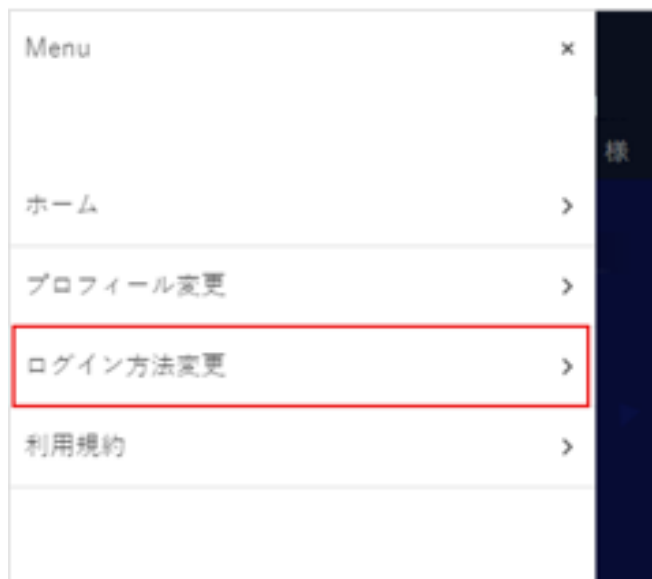 Menu ×
様
ホーム
プロフィール変更
ログイン方法変更
利用規約